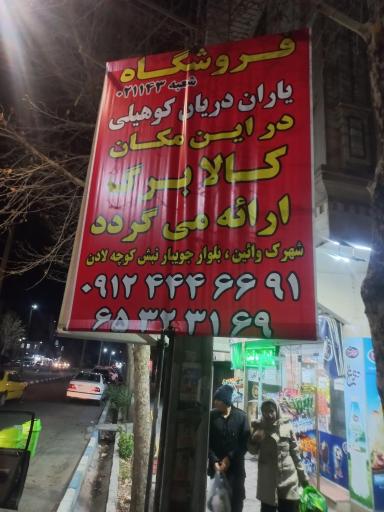 فروشگاه
شعبه ۰۲۱۱۴۳
یاران دریان کوهیلی
در این مکان
کالا برگ
ارائه می گردد
شهرک وائین ، بلوار جویبار نبش کوچه لادن
۰۹۱۲ ۴۴۴ ۶۶ ۹۱
۶۵ ۳۲ ۳۱ ۶۹